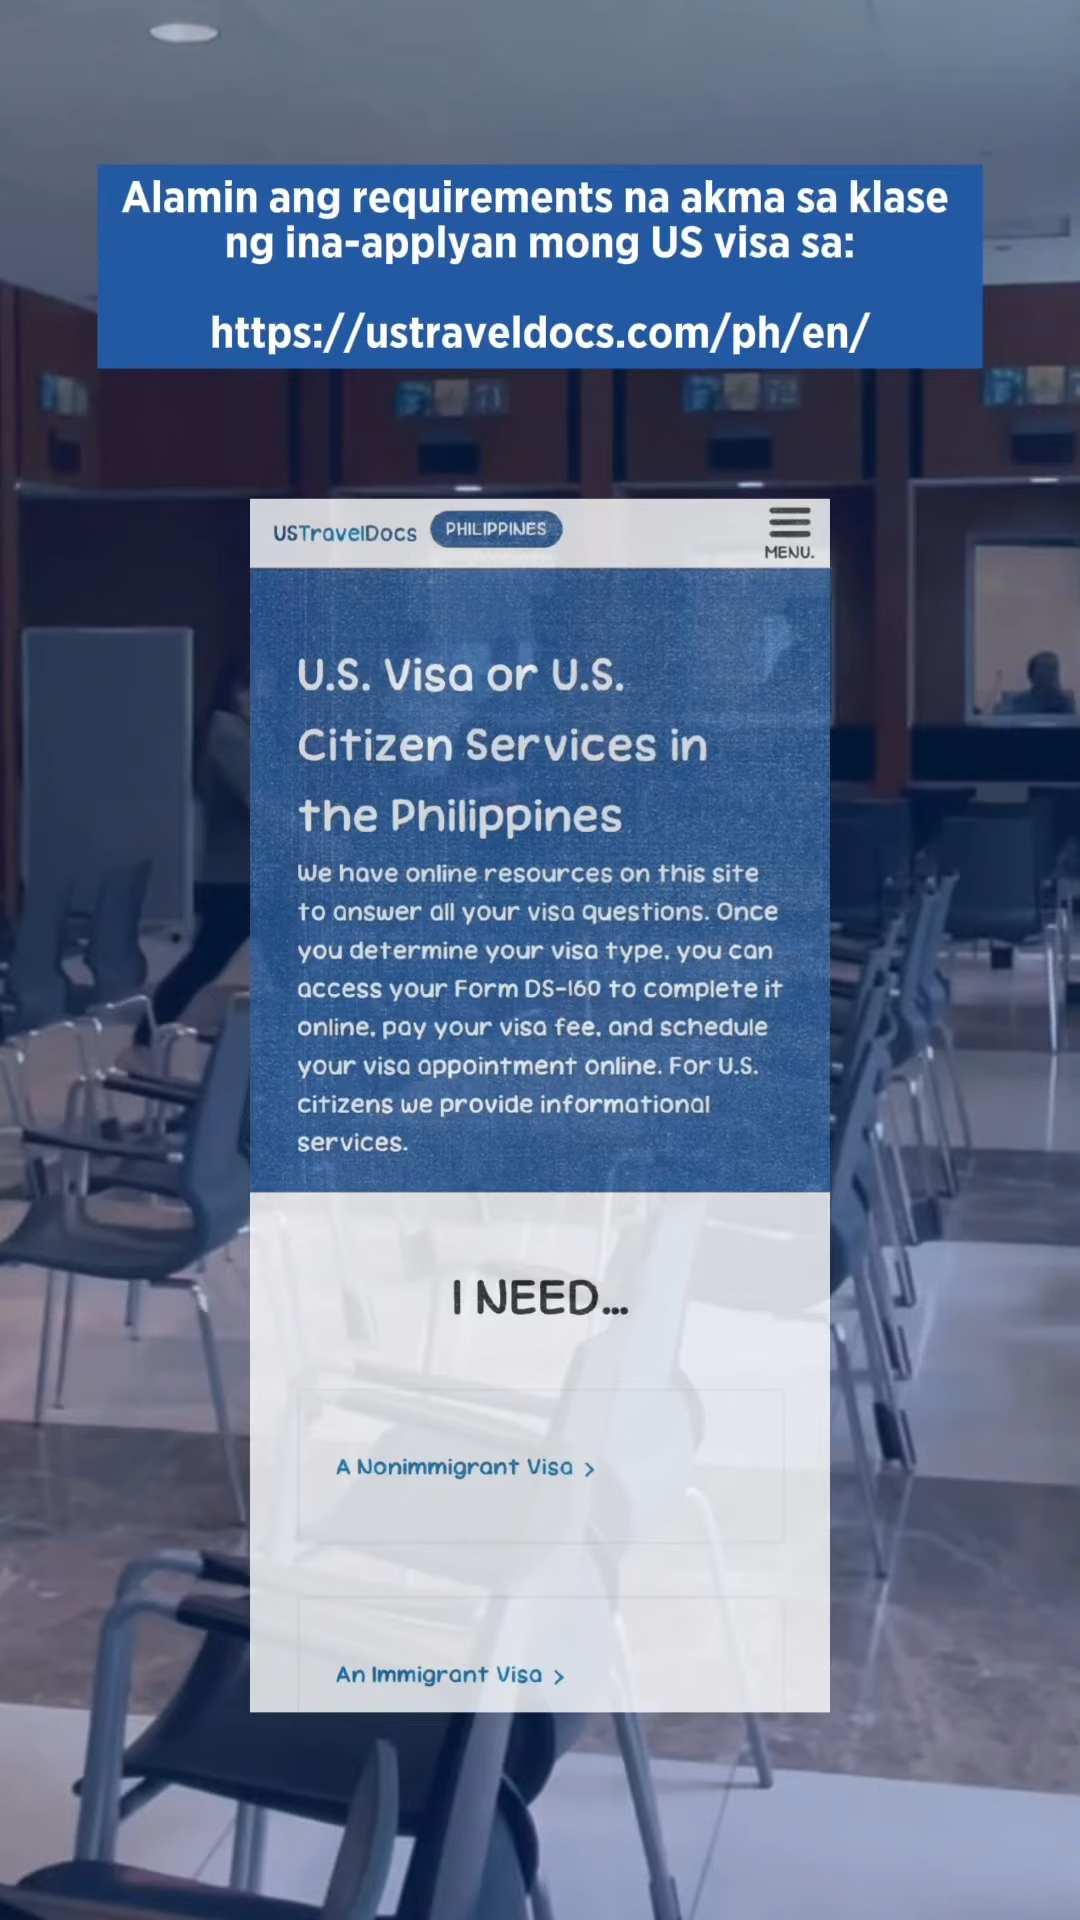 Alamin ang requirements na akma sa klase
ng ina-applyan mong US visa sa:
https://ustraveldocs.com/ph/en/
USTravelDocs PHILIPPINES
MENU.
U.S. Visa or U.S.
Citizen Services in
the Philippines
We have online resources on this site
to answer all your visa questions. Once
you determine your visa type, you can
access your Form DS-160 to complete it
online, pay your visa fee, and schedule
your visa appointment online. For U.S.
citizens we provide informational
services.
I NEED...
A Nonimmigrant Visa >
An Immigrant Visa >